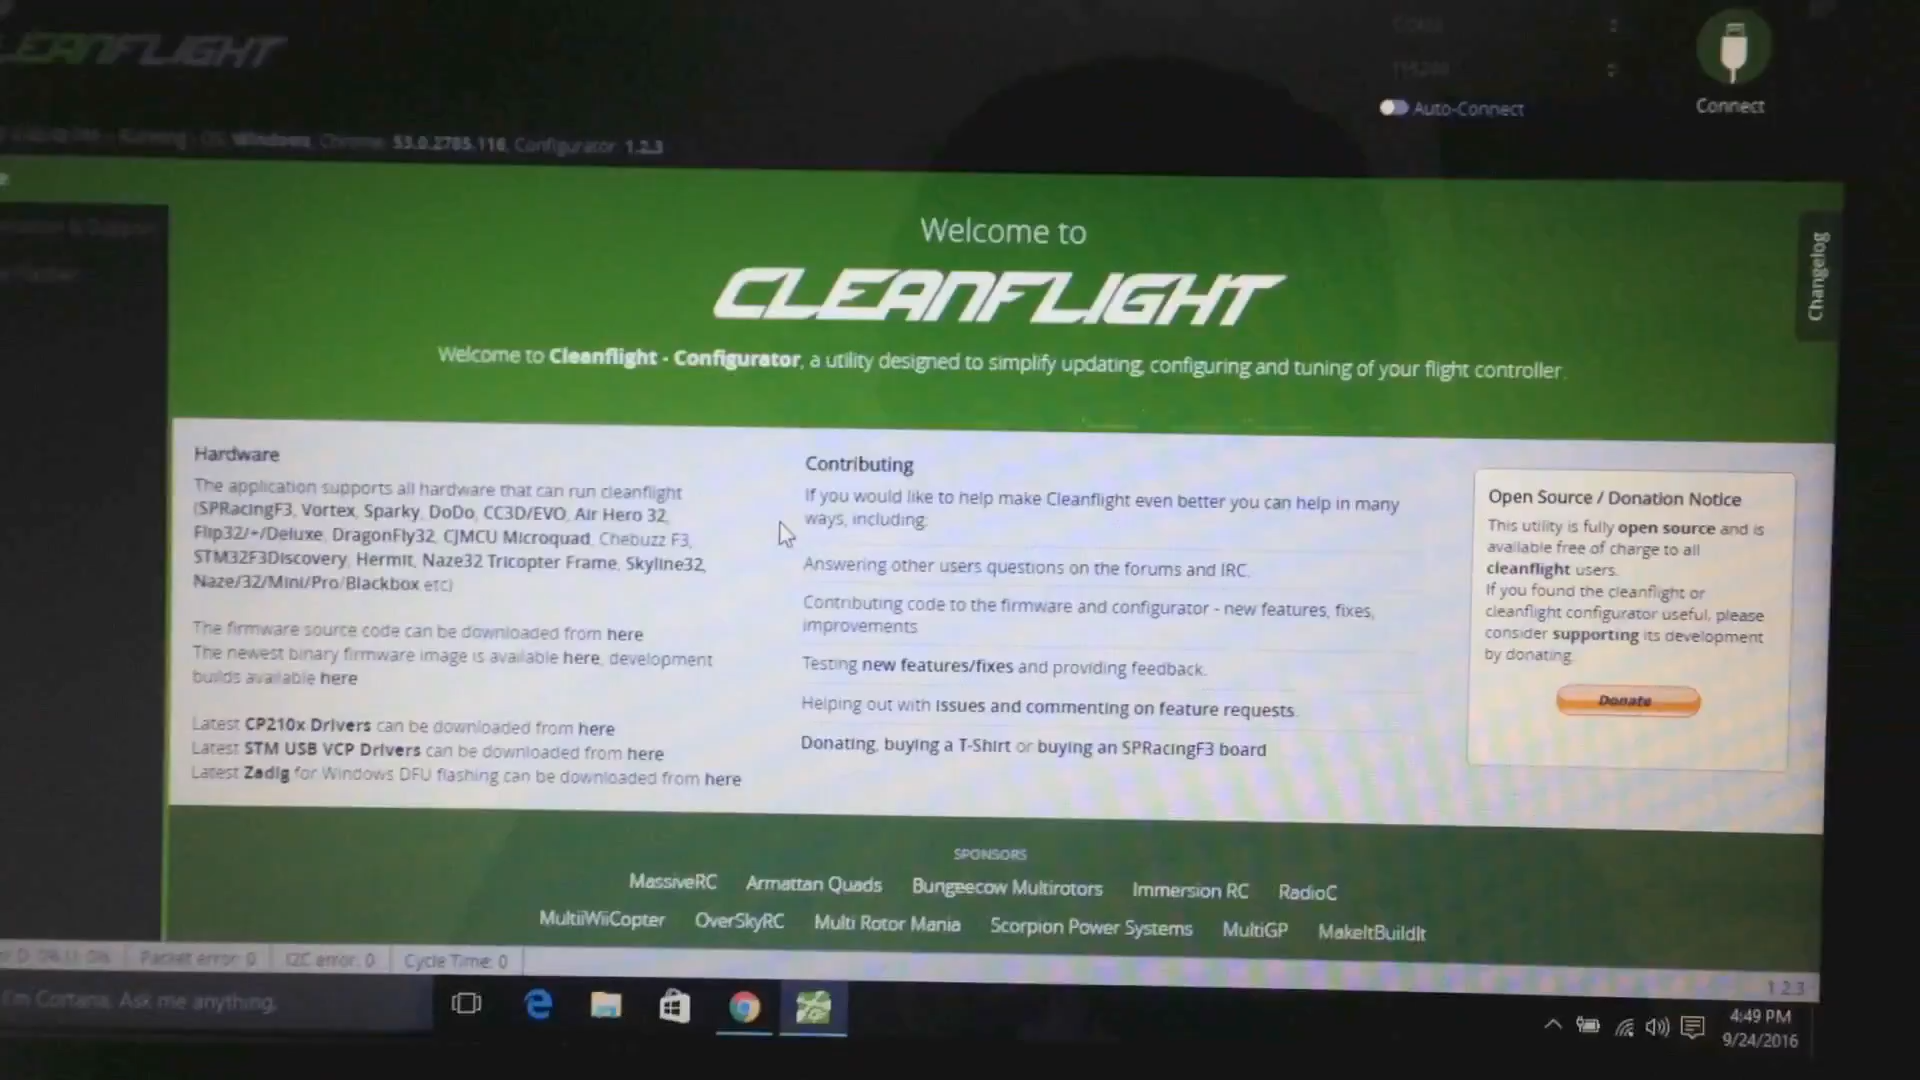 CLEANFLIGHT
Connect
Auto-Connect
Running - OS: Windows, Chrome: 53.0.2785.116, Configurator: 1.2.3
Welcome to
CLEANFLIGHT
Changelog
Welcome to Cleanflight - Configurator, a utility designed to simplify updating, configuring and tuning of your flight controller.
Hardware
The application supports all hardware that can run cleanflight
(SPRacingF3, Vortex, Sparky, DoDo, CC3D/EVO, Air Hero 32,
Flip32/+/Deluxe, DragonFly32, CJMCU Microquad, Chebuzz F3,
STM32F3Discovery, Hermit, Naze32 Tricopter Frame, Skyline32,
Naze/32/Mini/Pro/Blackbox etc)
The firmware source code can be downloaded from here
The newest binary firmware image is available here, development
builds available here
Latest CP210x Drivers can be downloaded from here
Latest STM USB VCP Drivers can be downloaded from here
Latest Zadig for Windows DFU flashing can be downloaded from here
Contributing
If you would like to help make Cleanflight even better you can help in many
ways, including:
Answering other users questions on the forums and IRC.
Contributing code to the firmware and configurator - new features, fixes,
improvements
Testing new features/fixes and providing feedback.
Helping out with issues and commenting on feature requests.
Donating, buying a T-Shirt or buying an SPRacingF3 board
Open Source / Donation Notice
This utility is fully open source and is
available free of charge to all
cleanflight users.
If you found the cleanflight or
cleanflight configurator useful, please
consider supporting its development
by donating.
Donate
SPONSORS
MassiveRC Armattan Quads Bungeecow Multirotors Immersion RC RadioC
MultiWiiCopter OverSkyRC Multi Rotor Mania Scorpion Power Systems MultiGP MakeItBuildIt
Packet error: 0 I2C error: 0 Cycle Time: 0
1.2.3
I'm Cortana. Ask me anything.
4:49 PM
9/24/2016